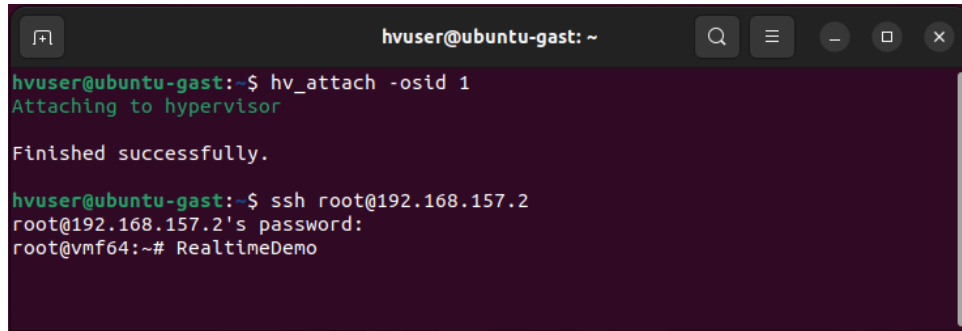 hvuser@ubuntu-gast: ~
hvuser@ubuntu-gast:~$ hv_attach -osid 1
Attaching to hypervisor
Finished successfully.
hvuser@ubuntu-gast:~$ ssh root@192.168.157.2
root@192.168.157.2's password:
root@vmf64:~# RealtimeDemo